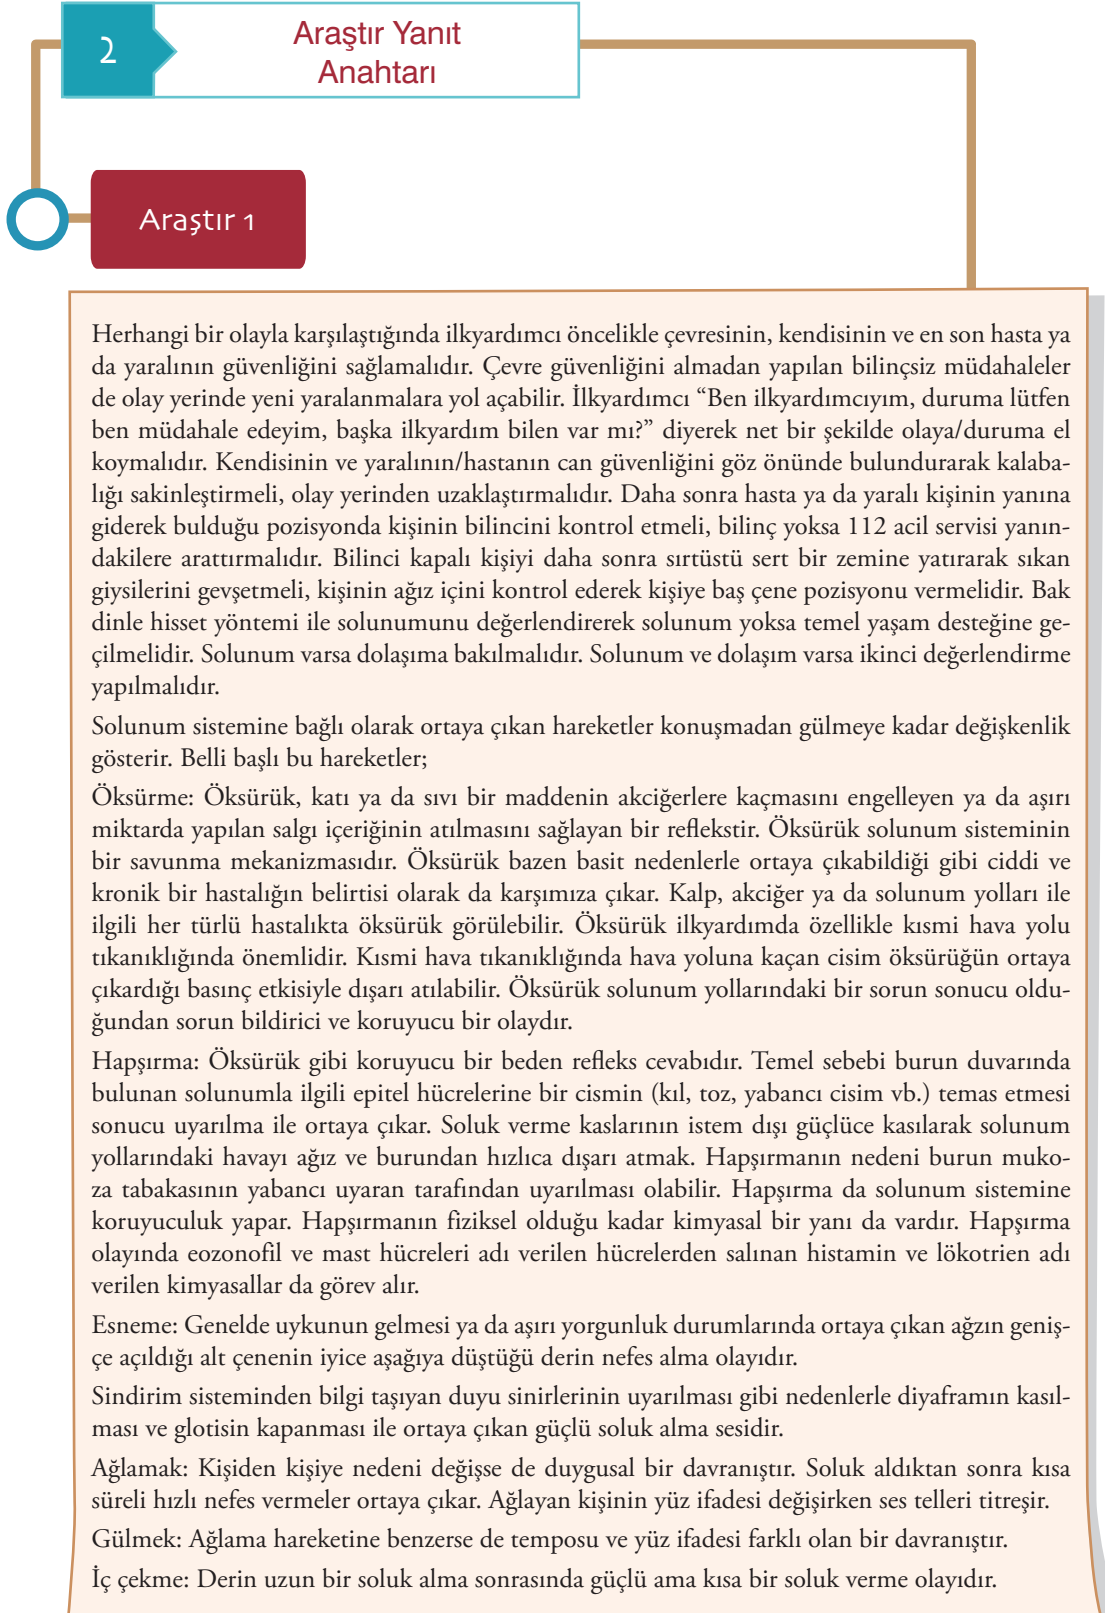 2
Araştır Yanıt
Anahtarı
Araştır 1
Herhangi bir olayla karşılaştığında ilkyardımcı öncelikle çevresinin, kendisinin ve en son hasta ya
da yaralının güvenliğini sağlamalıdır. Çevre güvenliğini almadan yapılan bilinçsiz müdahaleler
de olay yerinde yeni yaralanmalara yol açabilir. İlkyardımcı “Ben ilkyardımcıyım, duruma lütfen
ben müdahale edeyim, başka ilkyardım bilen var mı?” diyerek net bir şekilde olaya/duruma el
koymalıdır. Kendisinin ve yaralının/hastanın can güvenliğini göz önünde bulundurarak kalaba-
lığı sakinleştirmeli, olay yerinden uzaklaştırmalıdır. Daha sonra hasta ya da yaralı kişinin yanına
giderek bulduğu pozisyonda kişinin bilincini kontrol etmeli, bilinç yoksa 112 acil servisi yanın-
dakilere arattırmalıdır. Bilinci kapalı kişiyi daha sonra sırtüstü sert bir zemine yatırarak sıkan
giysilerini gevşetmeli, kişinin ağız içini kontrol ederek kişiye baş çene pozisyonu vermelidir. Bak
dinle hisset yöntemi ile solunumunu değerlendirerek solunum yoksa temel yaşam desteğine ge-
çilmelidir. Solunum varsa dolaşıma bakılmalıdır. Solunum ve dolaşım varsa ikinci değerlendirme
yapılmalıdır.
Solunum sistemine bağlı olarak ortaya çıkan hareketler konuşmadan gülmeye kadar değişkenlik
gösterir. Belli başlı bu hareketler;
Öksürme: Öksürük, katı ya da sıvı bir maddenin akciğerlere kaçmasını engelleyen ya da aşırı
miktarda yapılan salgı içeriğinin atılmasını sağlayan bir reflekstir. Öksürük solunum sisteminin
bir savunma mekanizmasıdır. Öksürük bazen basit nedenlerle ortaya çıkabildiği gibi ciddi ve
kronik bir hastalığın belirtisi olarak da karşımıza çıkar. Kalp, akciğer ya da solunum yolları ile
ilgili her türlü hastalıkta öksürük görülebilir. Öksürük ilkyardımda özellikle kısmi hava yolu
tıkanıklığında önemlidir. Kısmi hava tıkanıklığında hava yoluna kaçan cisim öksürüğün ortaya
çıkardığı basınç etkisiyle dışarı atılabilir. Öksürük solunum yollarındaki bir sorun sonucu oldu-
ğundan sorun bildirici ve koruyucu bir olaydır.
Hapşırma: Öksürük gibi koruyucu bir beden refleks cevabıdır. Temel sebebi burun duvarında
bulunan solunumla ilgili epitel hücrelerine bir cismin (kıl, toz, yabancı cisim vb.) temas etmesi
sonucu uyarılma ile ortaya çıkar. Soluk verme kaslarının istem dışı güçlüce kasılarak solunum
yollarındaki havayı ağız ve burundan hızlıca dışarı atmak. Hapşırmanın nedeni burun muko-
za tabakasının yabancı uyaran tarafından uyarılması olabilir. Hapşırma da solunum sistemine
koruyuculuk yapar. Hapşırmanın fiziksel olduğu kadar kimyasal bir yanı da vardır. Hapşırma
olayında eozonofil ve mast hücreleri adı verilen hücrelerden salınan histamin ve lökotrien adı
verilen kimyasallar da görev alır.
Esneme: Genelde uykunun gelmesi ya da aşırı yorgunluk durumlarında ortaya çıkan ağzın geniş-
çe açıldığı alt çenenin iyice aşağıya düştüğü derin nefes alma olayıdır.
Sindirim sisteminden bilgi taşıyan duyu sinirlerinin uyarılması gibi nedenlerle diyaframın kasıl-
ması ve glotisin kapanması ile ortaya çıkan güçlü soluk alma sesidir.
Ağlamak: Kişiden kişiye nedeni değişse de duygusal bir davranıştır. Soluk aldıktan sonra kısa
süreli hızlı nefes vermeler ortaya çıkar. Ağlayan kişinin yüz ifadesi değişirken ses telleri titreşir.
Gülmek: Ağlama hareketine benzerse de temposu ve yüz ifadesi farklı olan bir davranıştır.
İç çekme: Derin uzun bir soluk alma sonrasında güçlü ama kısa bir soluk verme olayıdır.